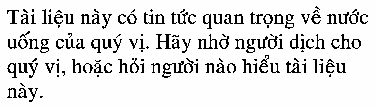 Tài liệu này có tin tức quan trọng về nước
uống của quý vị. Hãy nhờ người dịch cho
quý vị, hoặc hỏi người nào hiểu tài liệu
này.